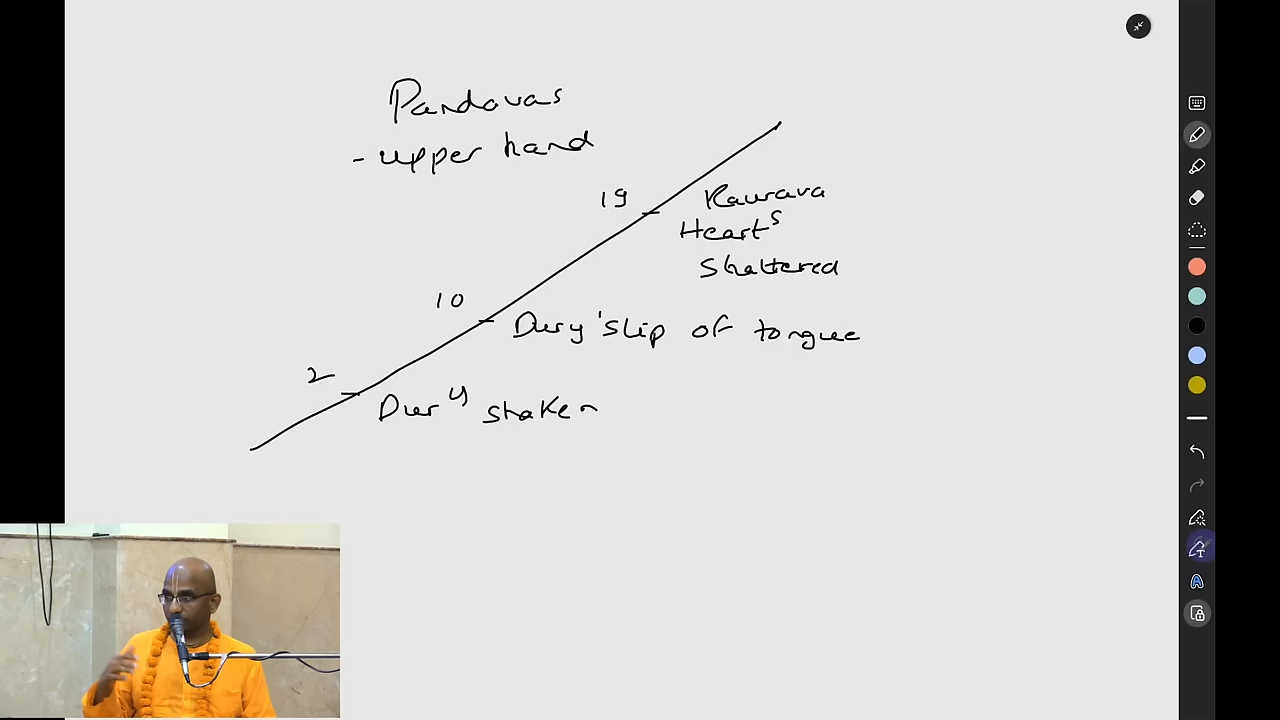 Pandavas
- upper hand
19 Kaurava
Hearts
Shattered
10 Dury 'slip of tongue
2 Dury shaken